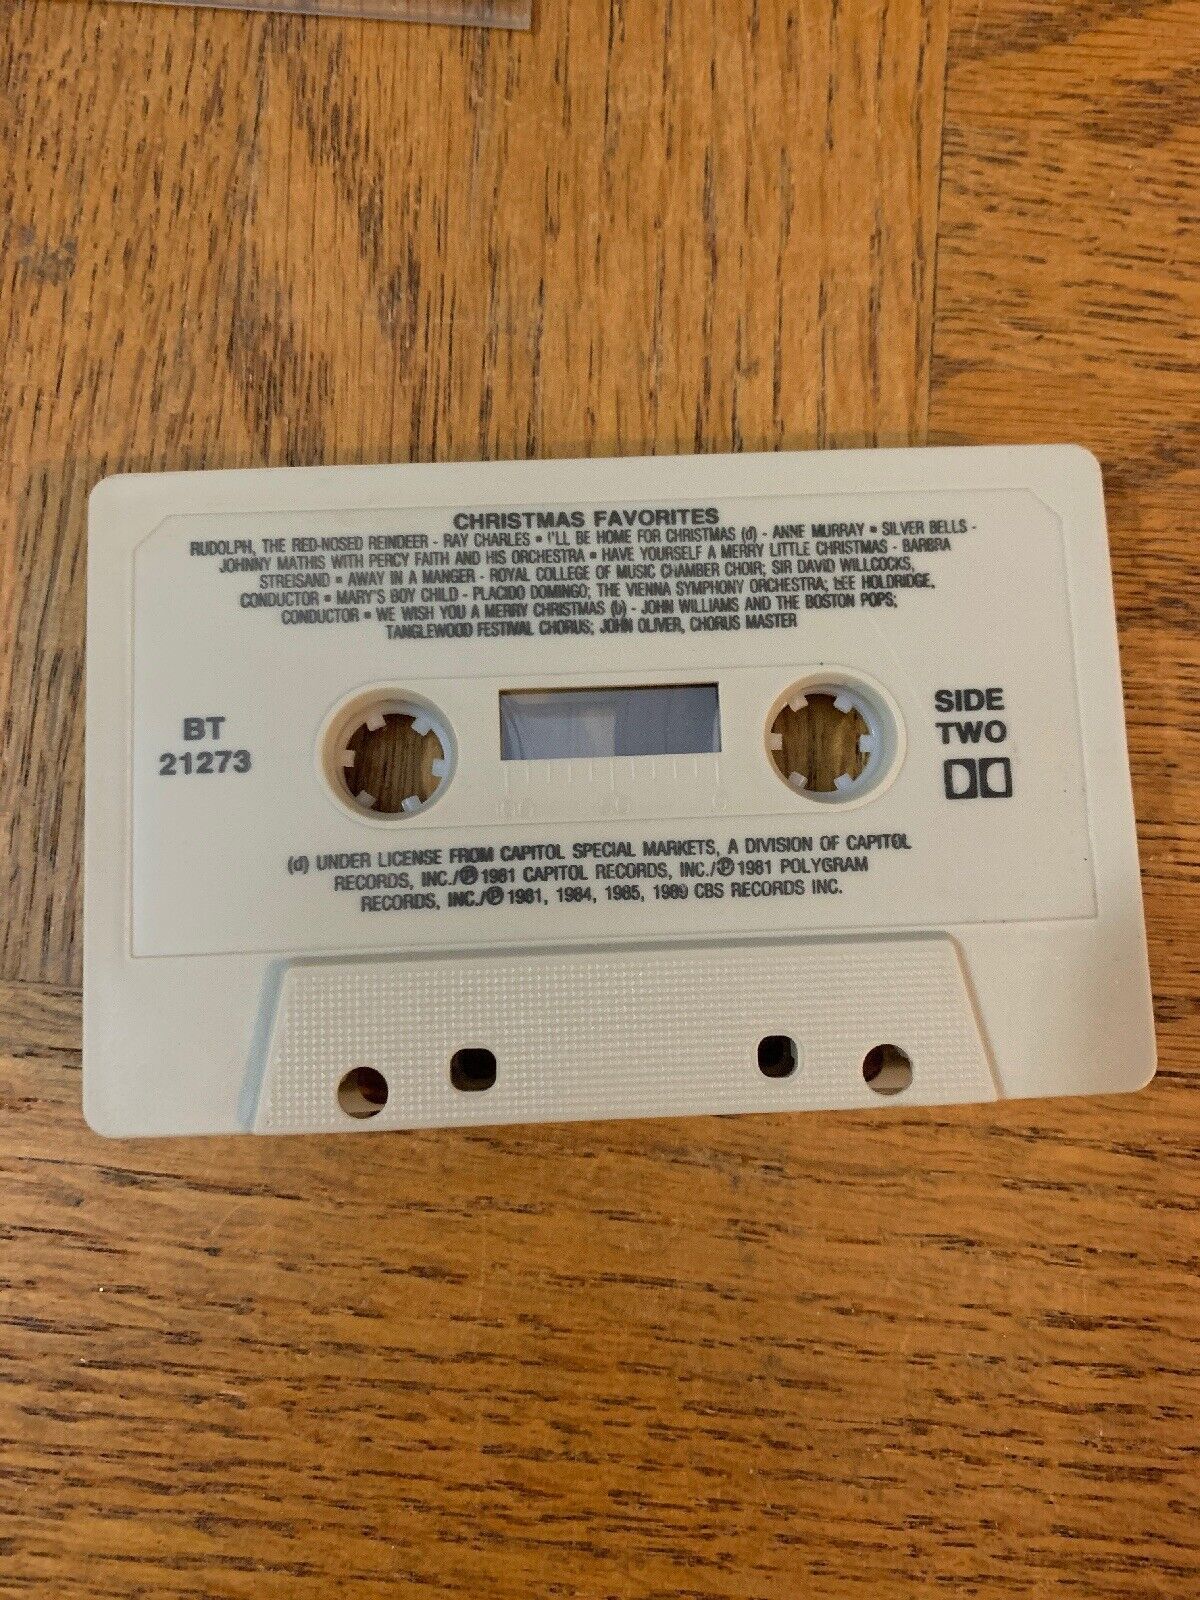 CHRISTMAS FAVORITES
RUDOLPH, THE RED-NOSED REINDEER - RAY CHARLES • I'LL BE HOME FOR CHRISTMAS (d) - ANNE MURRAY • SILVER BELLS -
JOHNNY MATHIS WITH PERCY FAITH AND HIS ORCHESTRA • HAVE YOURSELF A MERRY LITTLE CHRISTMAS - BARBRA
STREISAND • AWAY IN A MANGER - ROYAL COLLEGE OF MUSIC CHAMBER CHOIR; SIR DAVID WILLCOCKS,
CONDUCTOR • MARY'S BOY CHILD - PLACIDO DOMINGO; THE VIENNA SYMPHONY ORCHESTRA; LEE HOLDRIDGE,
CONDUCTOR • WE WISH YOU A MERRY CHRISTMAS (b) - JOHN WILLIAMS AND THE BOSTON POPS;
TANGLEWOOD FESTIVAL CHORUS; JOHN OLIVER, CHORUS MASTER
BT
21273
SIDE
TWO
(d) UNDER LICENSE FROM CAPITOL SPECIAL MARKETS, A DIVISION OF CAPITOL
RECORDS, INC./℗ 1981 CAPITOL RECORDS, INC./℗ 1981 POLYGRAM
RECORDS, INC./℗ 1981, 1984, 1985, 1989 CBS RECORDS INC.